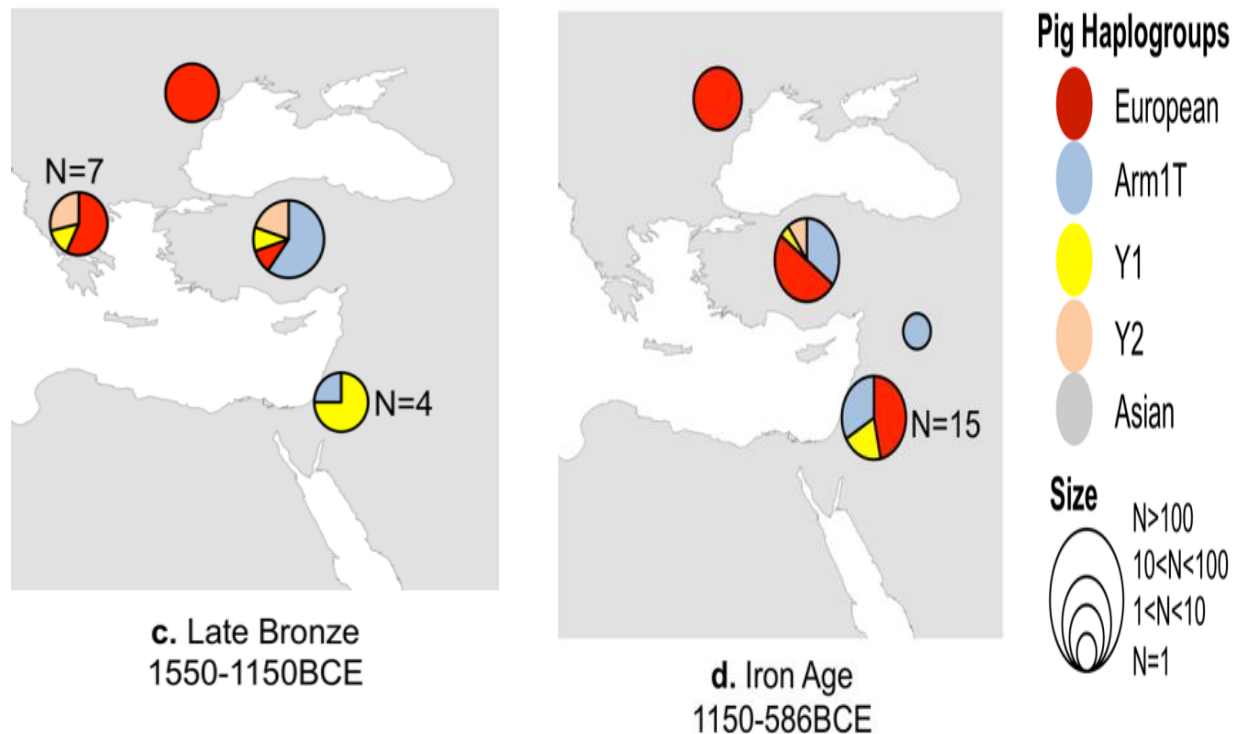 N=7
N=4
c. Late Bronze
1550-1150BCE
N=15
d. Iron Age
1150-586BCE
Pig Haplogroups
European
Arm1T
Y1
Y2
Asian
Size
N>100
10<N<100
1<N<10
N=1